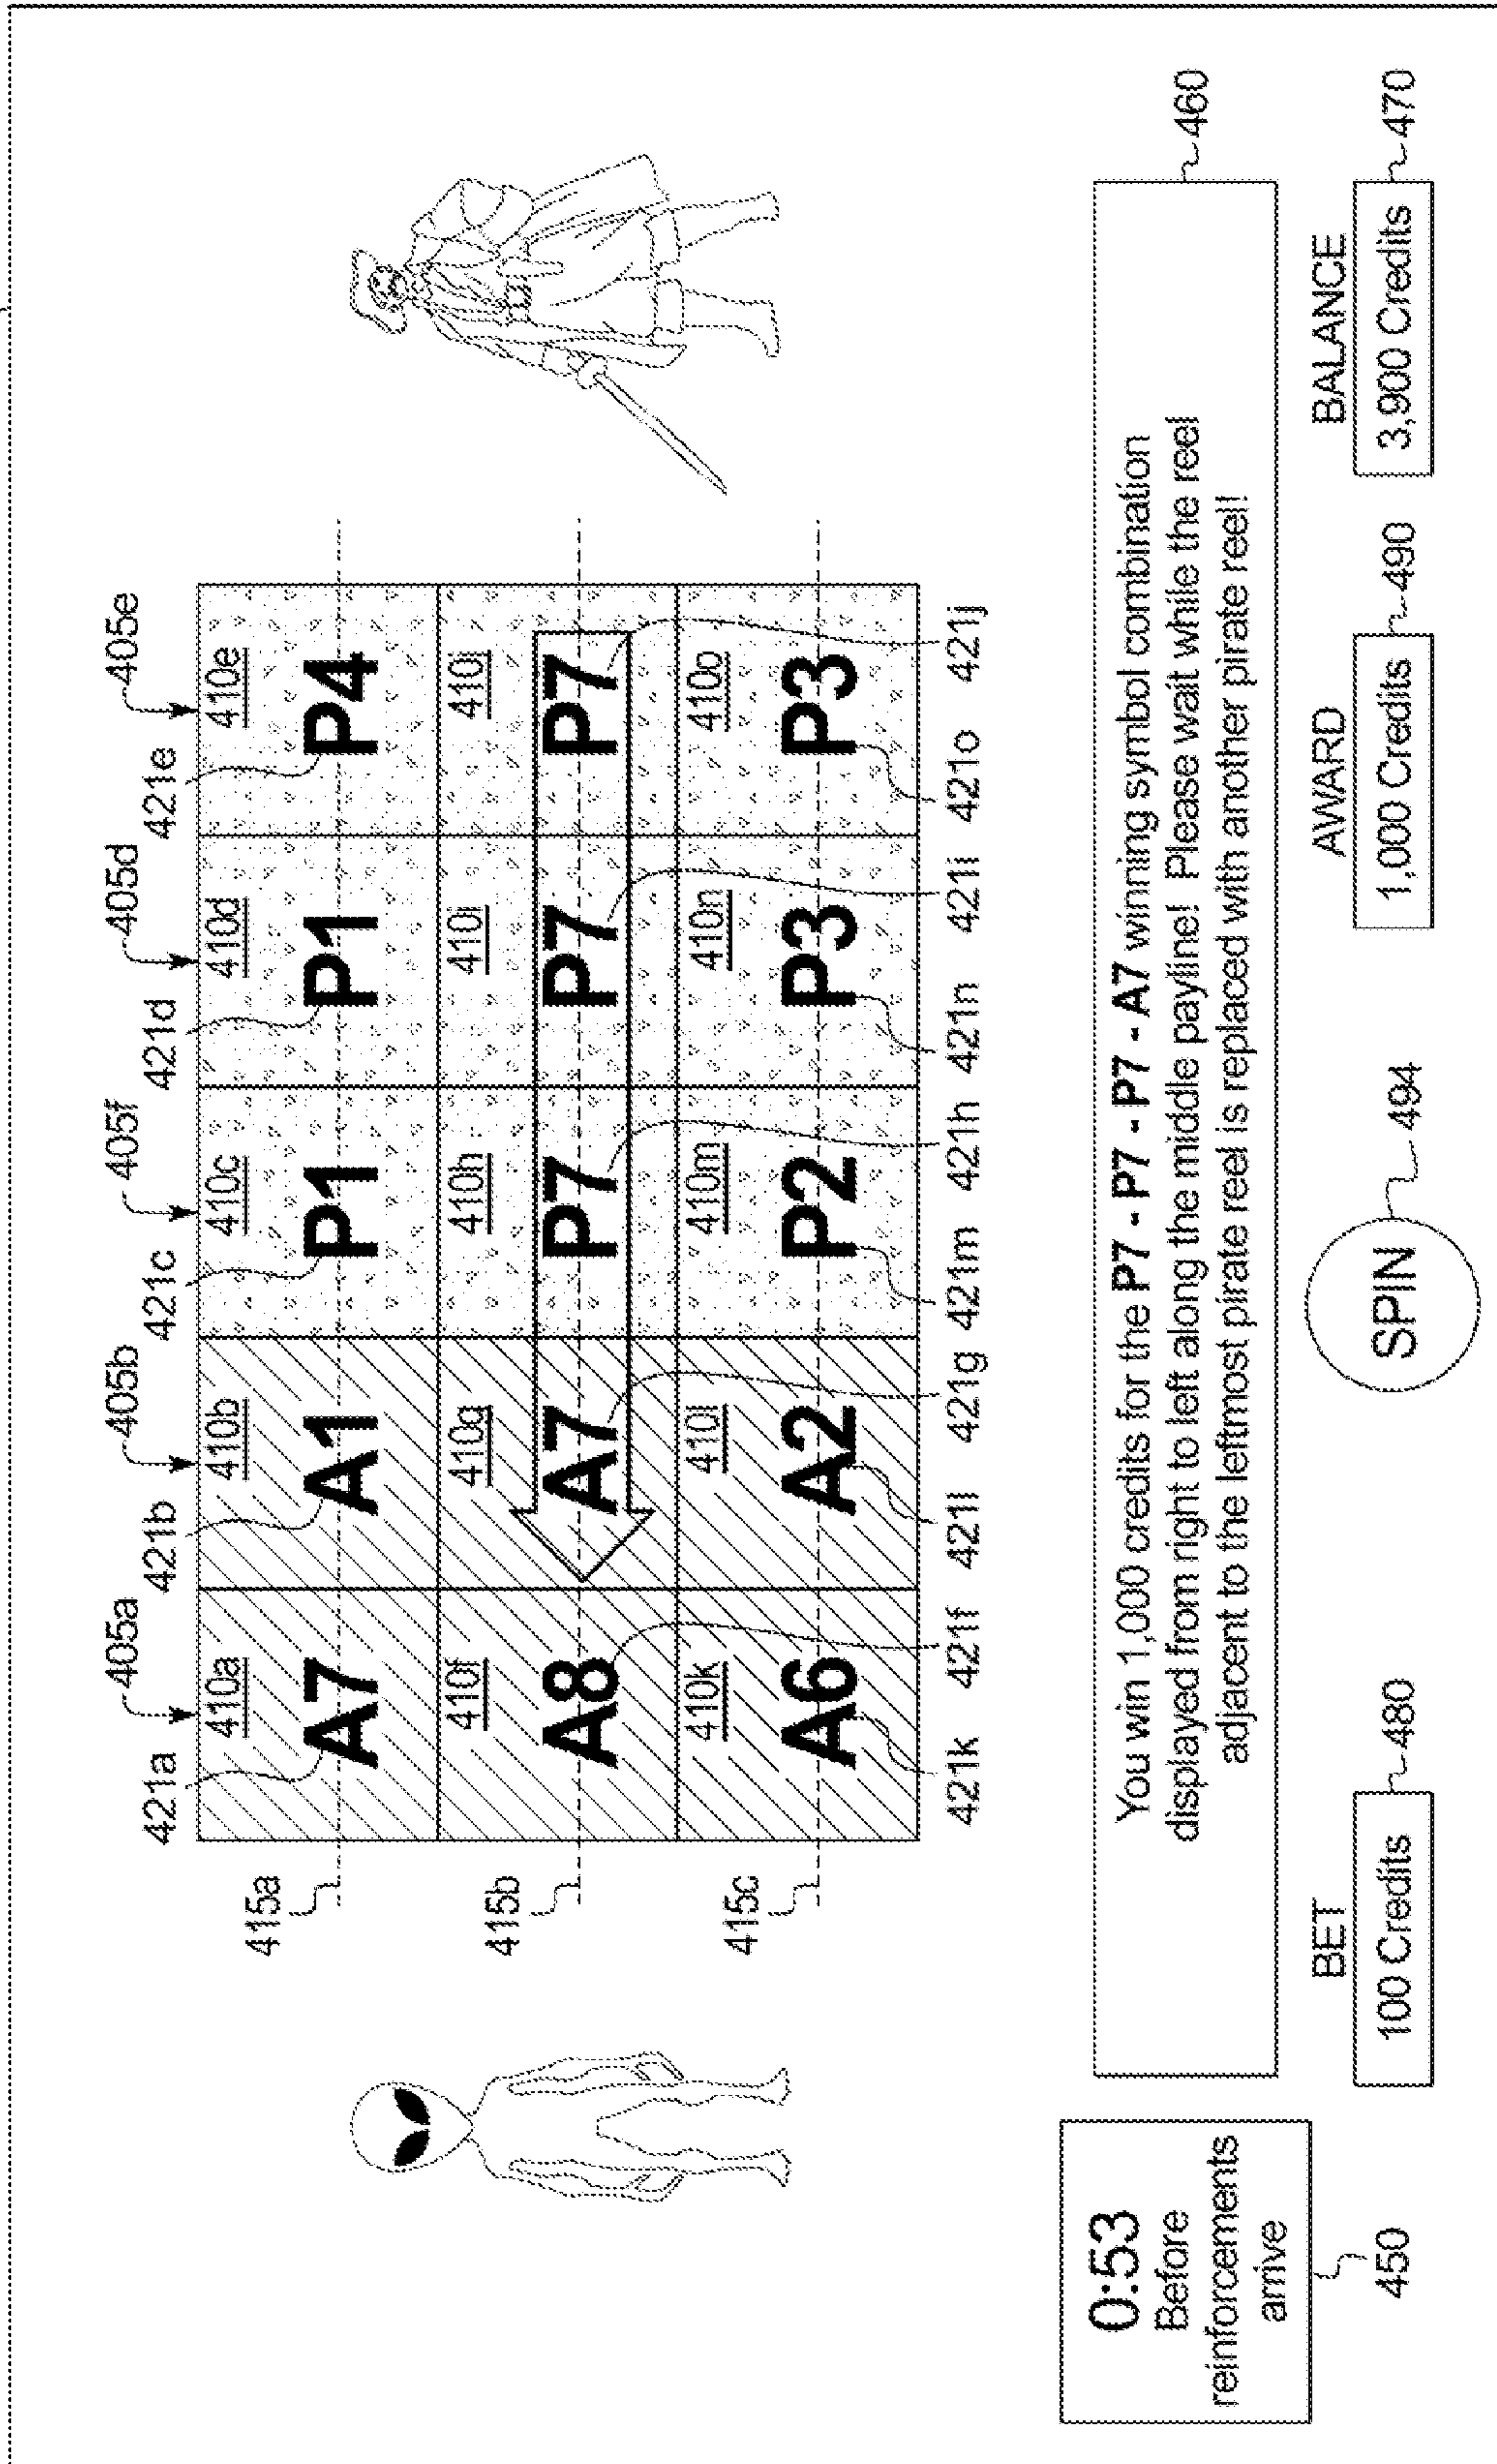 421a 405a 421b 405b 421c 405f 421d 405d 421e 405e
415a
410a 410b 410c 410d 410e
A7 A1 P1 P1 P4
415b
410f 410g 410h 410i 410j
A8 A7 P7 P7 P7
415c
410k 410l 410m 410n 410o
A6 A2 P2 P3 P3
421k 421f 421l 421g 421m 421h 421n 421i 421o 421j
0:53
Before
reinforcements
arrive
450
You win 1,000 credits for the P7 - P7 - P7 - A7 winning symbol combination
displayed from right to left along the middle payline! Please wait while the reel
adjacent to the leftmost pirate reel is replaced with another pirate reel!
460
BET
100 Credits
480
SPIN
494
AWARD
1,000 Credits
490
BALANCE
3,900 Credits
470